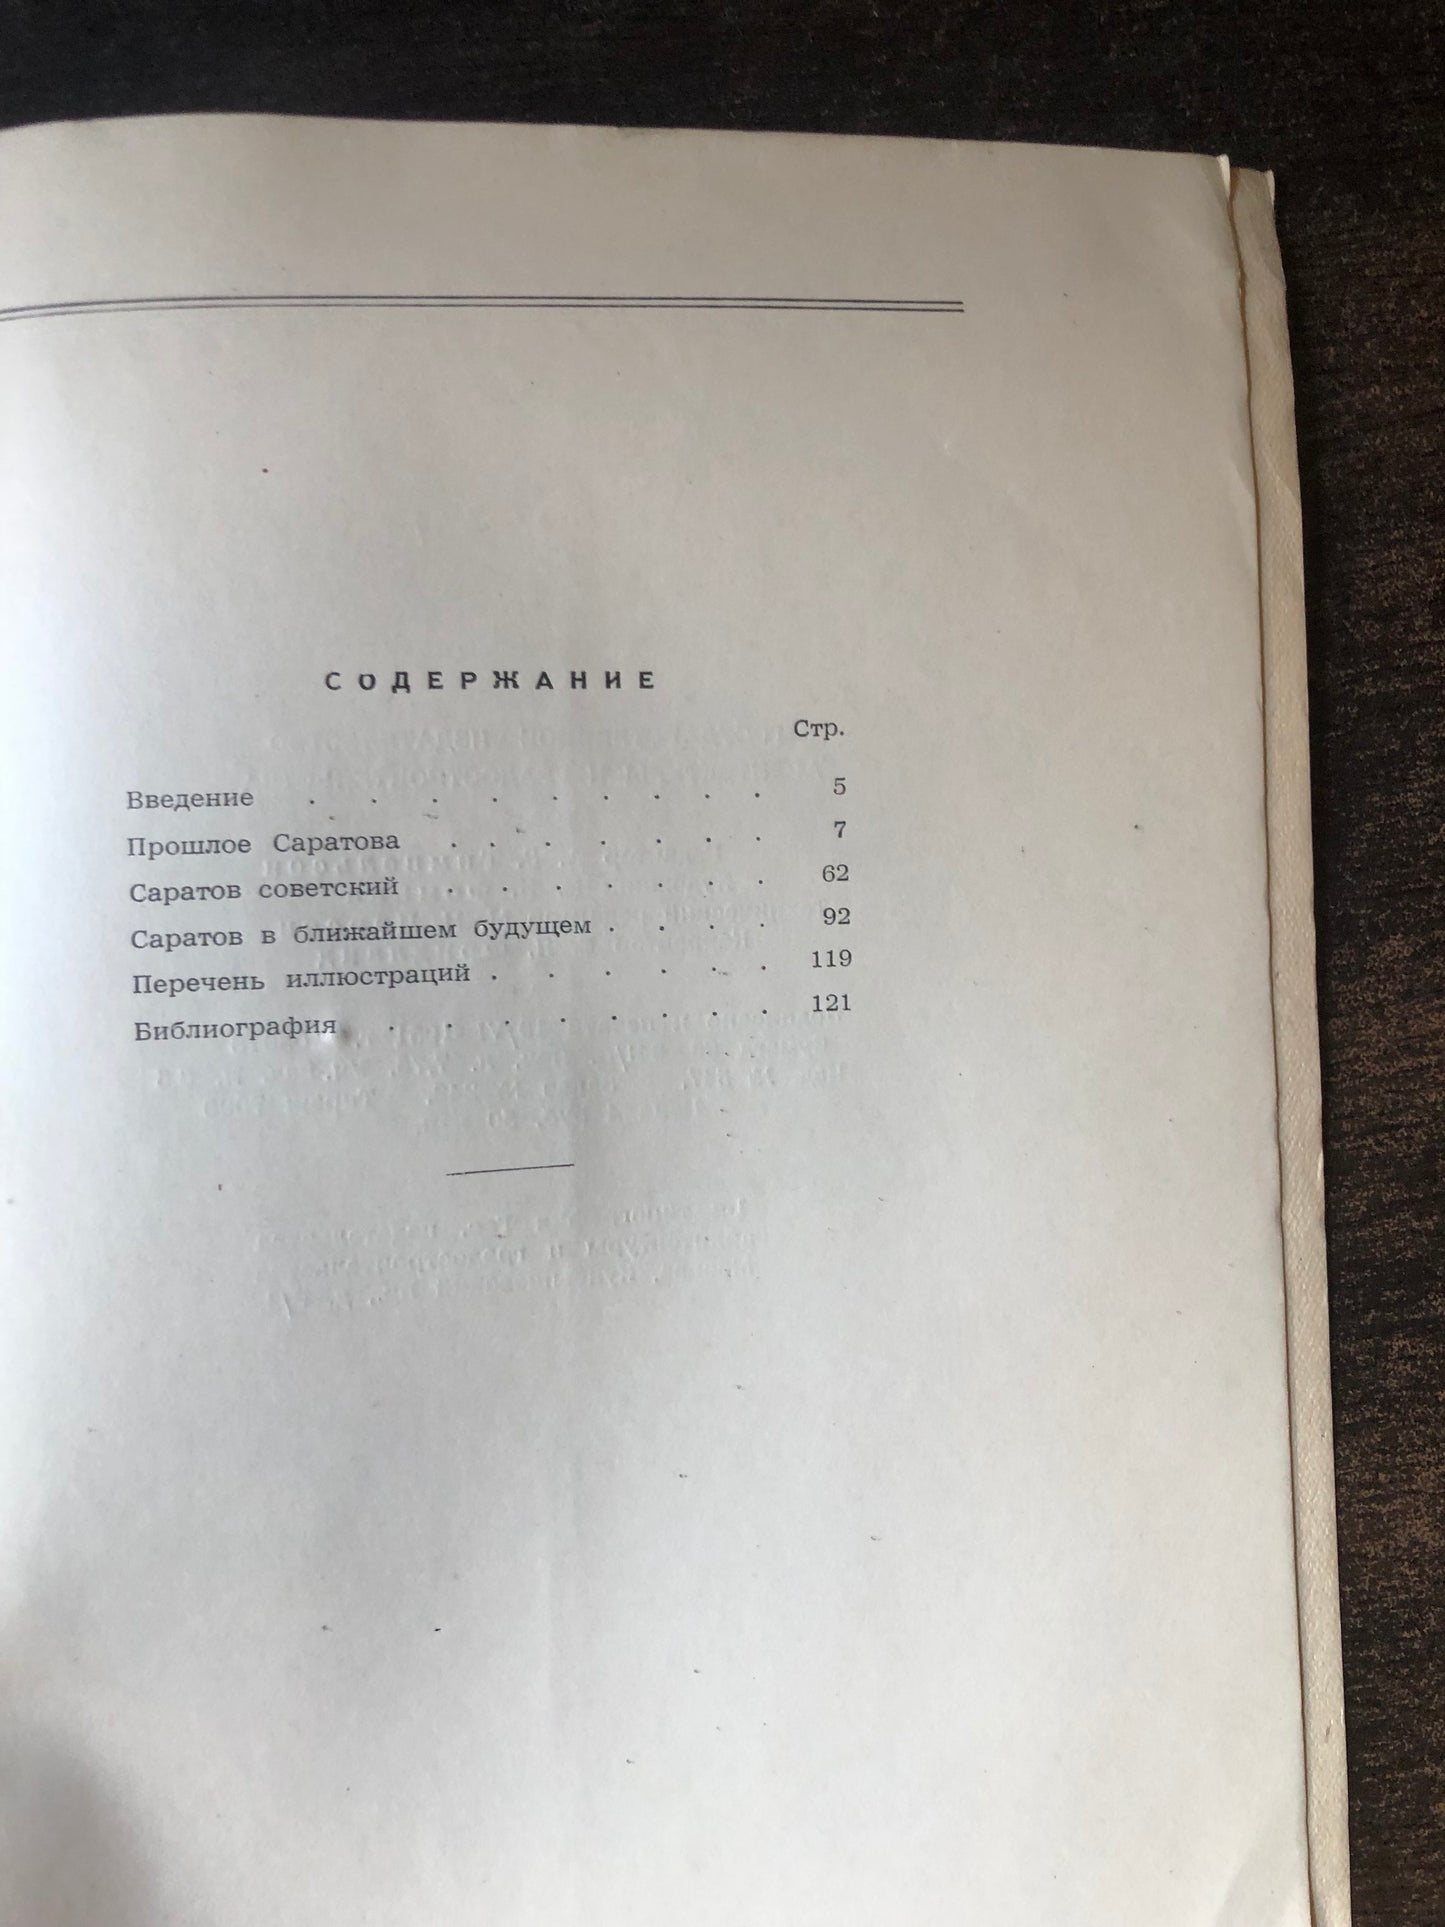 СОДЕРЖАНИЕ
Стр.
Введение . . . . . . . . 5
Прошлое Саратова . . . . . . 7
Саратов советский . . . . . . 62
Саратов в ближайшем будущем . . . . 92
Перечень иллюстраций . . . . . . 119
Библиография . . . . . . . . 121